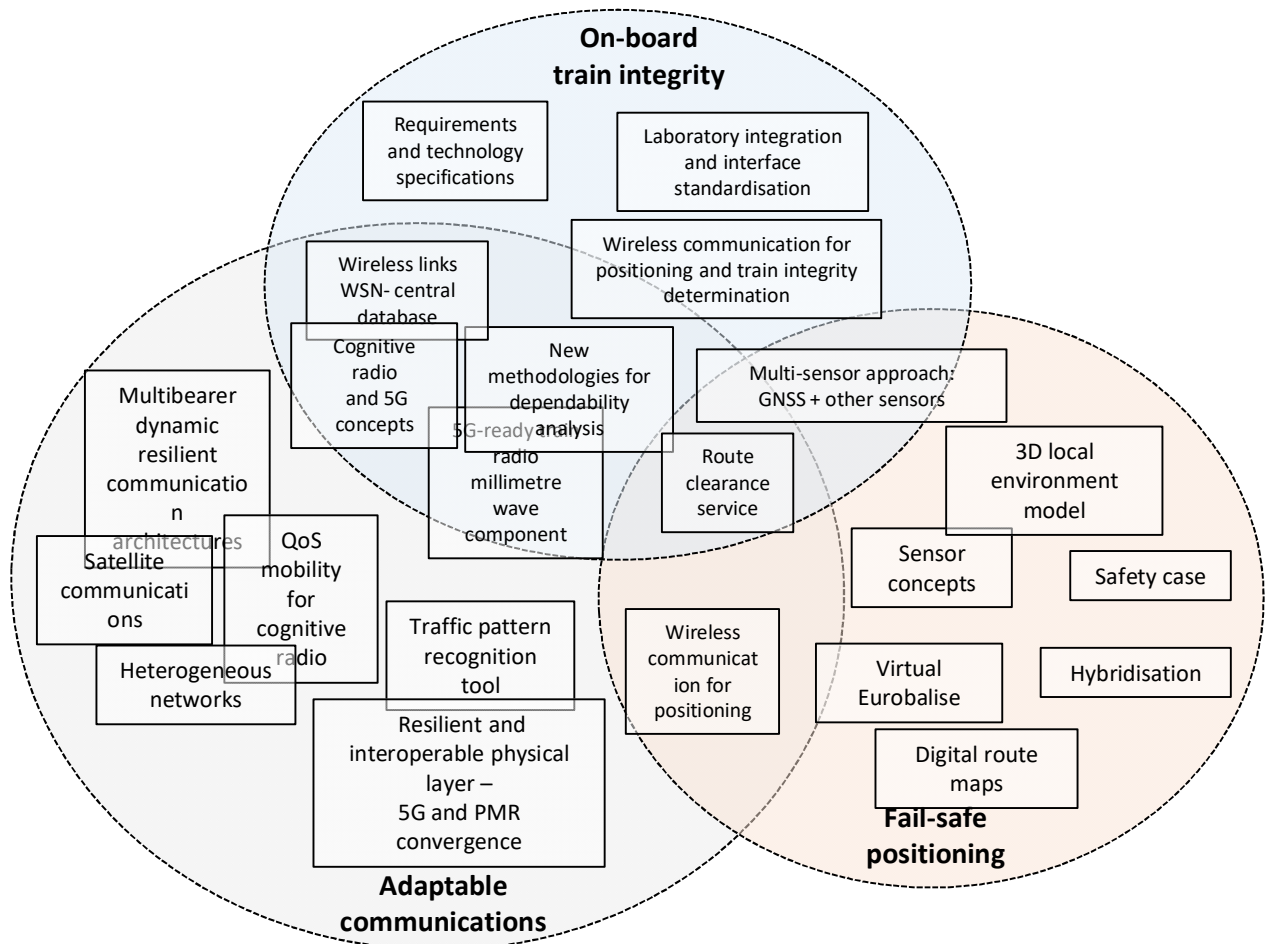 On-board
train integrity
Requirements
and technology
specifications
Laboratory integration
and interface
standardisation
Wireless communication for
positioning and train integrity
determination
Wireless links
WSN- central
database
Cognitive
radio
and 5G
concepts
New
methodologies for
dependability
analysis
5G-ready train
radio
millimetre
wave
component
Multi-sensor approach:
GNSS + other sensors
Route
clearance
service
3D local
environment
model
Sensor
concepts
Safety case
Multibearer
dynamic
resilient
communicatio
n
architectures
Satellite
communicati
ons
QoS
mobility
for
cognitive
radio
Heterogeneous
networks
Traffic pattern
recognition
tool
Resilient and
interoperable physical
layer –
5G and PMR
convergence
Wireless
communicat
ion for
positioning
Virtual
Eurobalise
Hybridisation
Digital route
maps
Fail-safe
positioning
Adaptable
communications